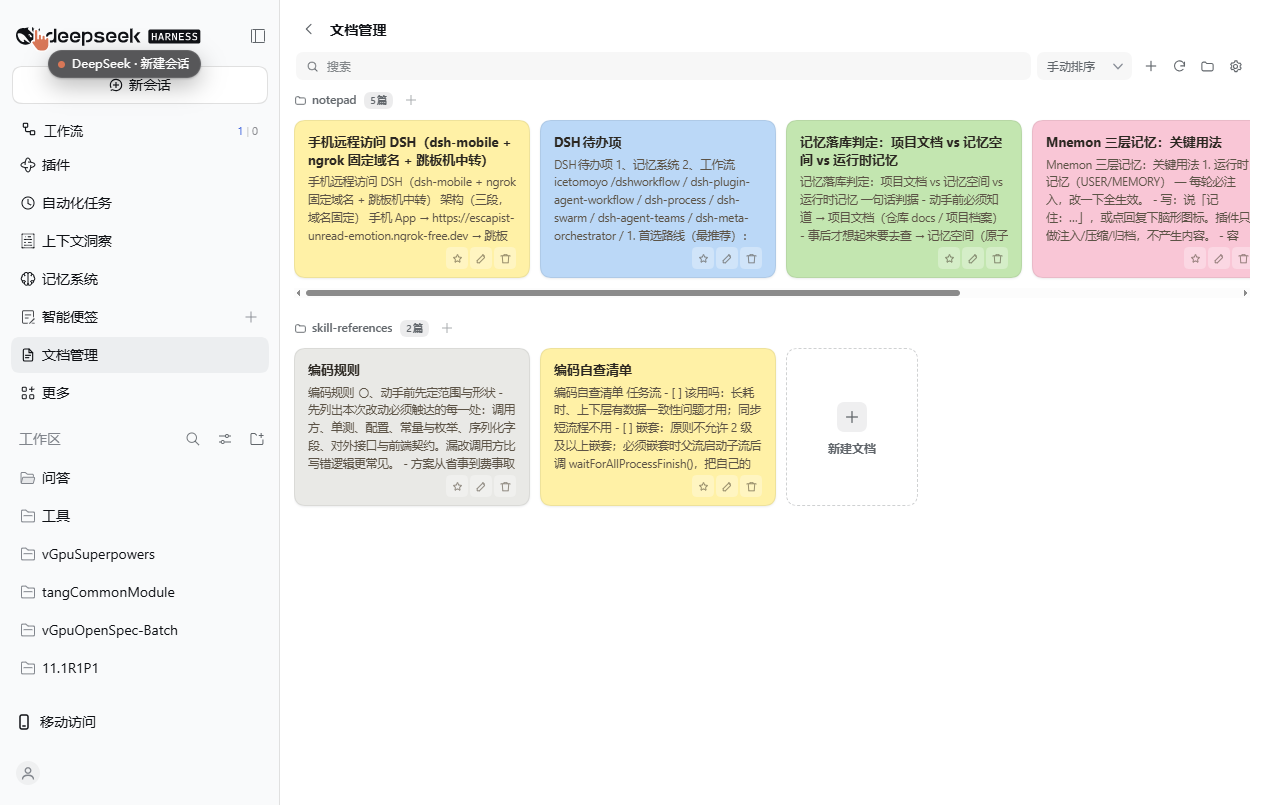 deepseek HARNESS
DeepSeek · 新建会话
新会话
工作流 1 | 0
插件
自动化任务
上下文洞察
记忆系统
智能便签
文档管理
更多
工作区
问答
工具
vGpuSuperpowers
tangCommonModule
vGpuOpenSpec-Batch
11.1R1P1
移动访问
文档管理
搜索
手动排序
notepad 5篇
手机远程访问 DSH（dsh-mobile +
ngrok 固定域名 + 跳板机中转）
手机远程访问 DSH（dsh-mobile + ngrok
固定域名 + 跳板机中转） 架构（三段，
域名固定） 手机 App → https://escapist-
unread-emotion.ngrok-free.dev → 跳板
DSH待办项
DSH待办项 1、记忆系统 2、工作流
icetomoyo /dshworkflow / dsh-plugin-
agent-workflow / dsh-process / dsh-
swarm / dsh-agent-teams / dsh-meta-
orchestrator / 1. 首选路线（最推荐）：
记忆落库判定：项目文档 vs 记忆空
间 vs 运行时记忆
记忆落库判定：项目文档 vs 记忆空间 vs
运行时记忆 一句话判据 - 动手前必须知
道 → 项目文档（仓库 docs / 项目档案）
- 事后才想起来要去查 → 记忆空间（原子
Mnemon 三层记忆：关键用法
Mnemon 三层记忆：关键用法 1. 运行时
记忆（USER/MEMORY） — 每轮必注
入，改一下全生效。 - 写：说「记
住：…」，或点回复下脑形图标。插件只
做注入/压缩/归档，不产生内容。 - 容
skill-references 2篇
编码规则
编码规则 〇、动手前先定范围与形状 -
先列出本次改动必须触达的每一处：调用
方、单测、配置、常量与枚举、序列化字
段、对外接口与前端契约。漏改调用方比
写错逻辑更常见。 - 方案从省事到费事取
编码自查清单
编码自查清单 任务流 - [ ] 该用吗：长耗
时、上下层有数据一致性问题才用；同步
短流程不用 - [ ] 嵌套：原则不允许 2 级
及以上嵌套；必须嵌套时父流启动子流后
调 waitForAllProcessFinish()，把自己的
新建文档